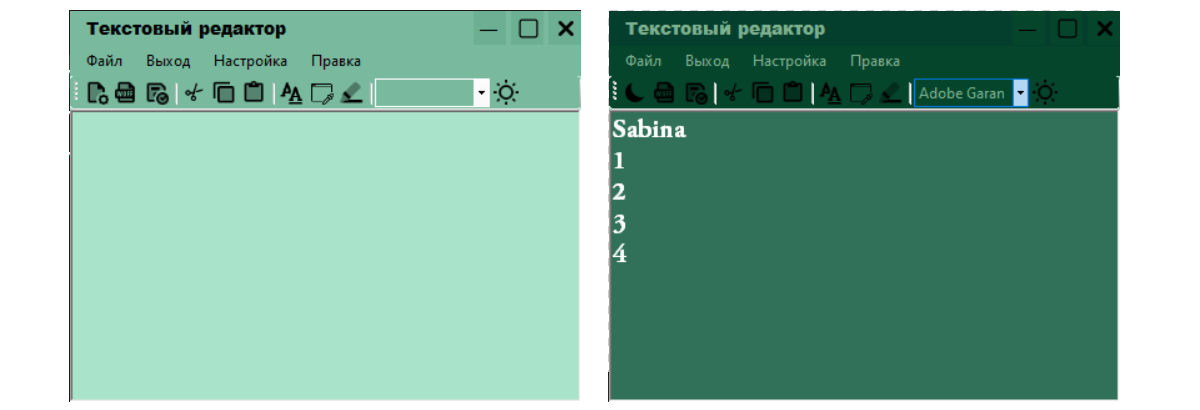 Текстовый редактор
Файл Выход Настройка Правка
Текстовый редактор
Файл Выход Настройка Правка
Adobe Garan
Sabina
1
2
3
4